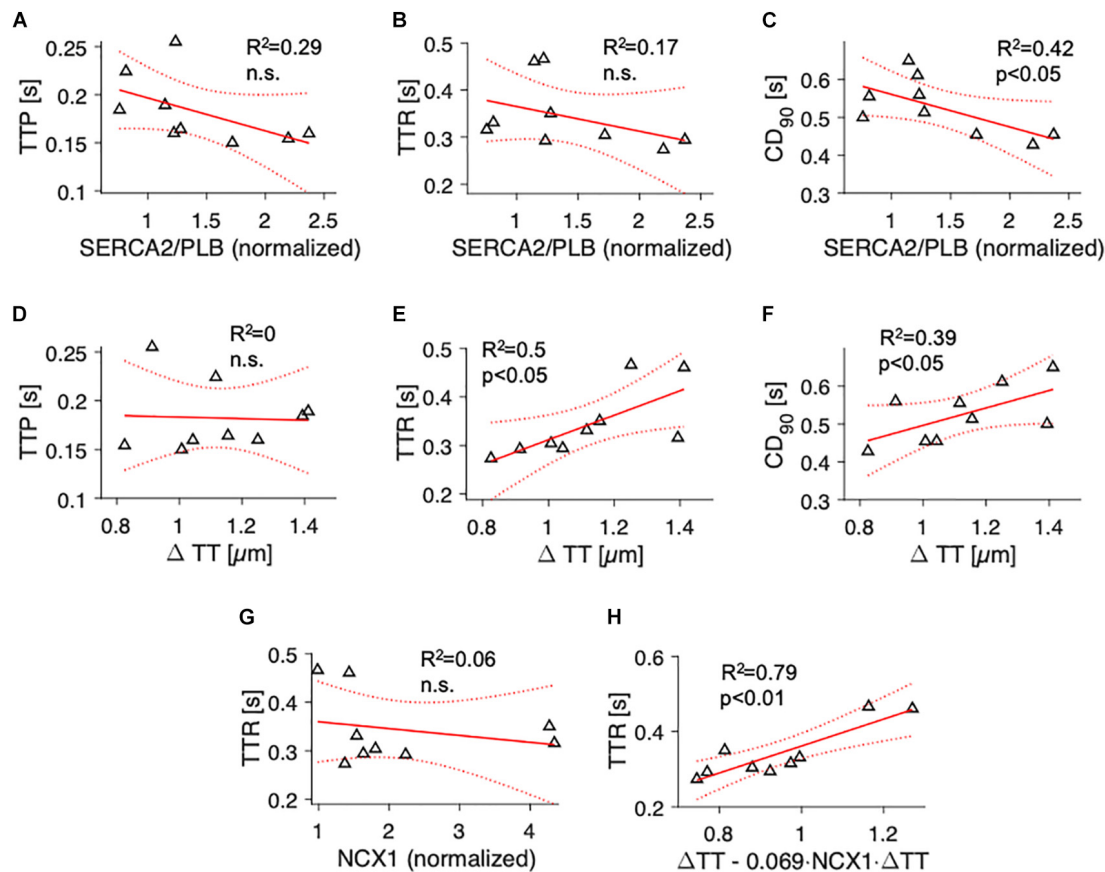 A
B
C
R²=0.29
n.s.
0.25
0.2
0.15
0.1
TTP [s]
1
1.5
2
2.5
SERCA2/PLB (normalized)
R²=0.17
n.s.
0.5
0.4
0.3
0.2
TTR [s]
1
1.5
2
2.5
SERCA2/PLB (normalized)
R²=0.42
p<0.05
0.6
0.5
0.4
0.3
CD₉₀ [s]
1
1.5
2
2.5
SERCA2/PLB (normalized)
D
E
F
R²=0
n.s.
0.25
0.2
0.15
0.1
TTP [s]
0.8
1
1.2
1.4
Δ TT [µm]
R²=0.5
p<0.05
0.5
0.4
0.3
0.2
TTR [s]
0.8
1
1.2
1.4
Δ TT [µm]
R²=0.39
p<0.05
0.6
0.5
0.4
0.3
CD₉₀ [s]
0.8
1
1.2
1.4
Δ TT [µm]
G
H
R²=0.06
n.s.
0.5
0.4
0.3
0.2
TTR [s]
1
2
3
4
NCX1 (normalized)
R²=0.79
p<0.01
0.6
0.4
0.2
TTR [s]
0.8
1
1.2
ΔTT - 0.069·NCX1·ΔTT